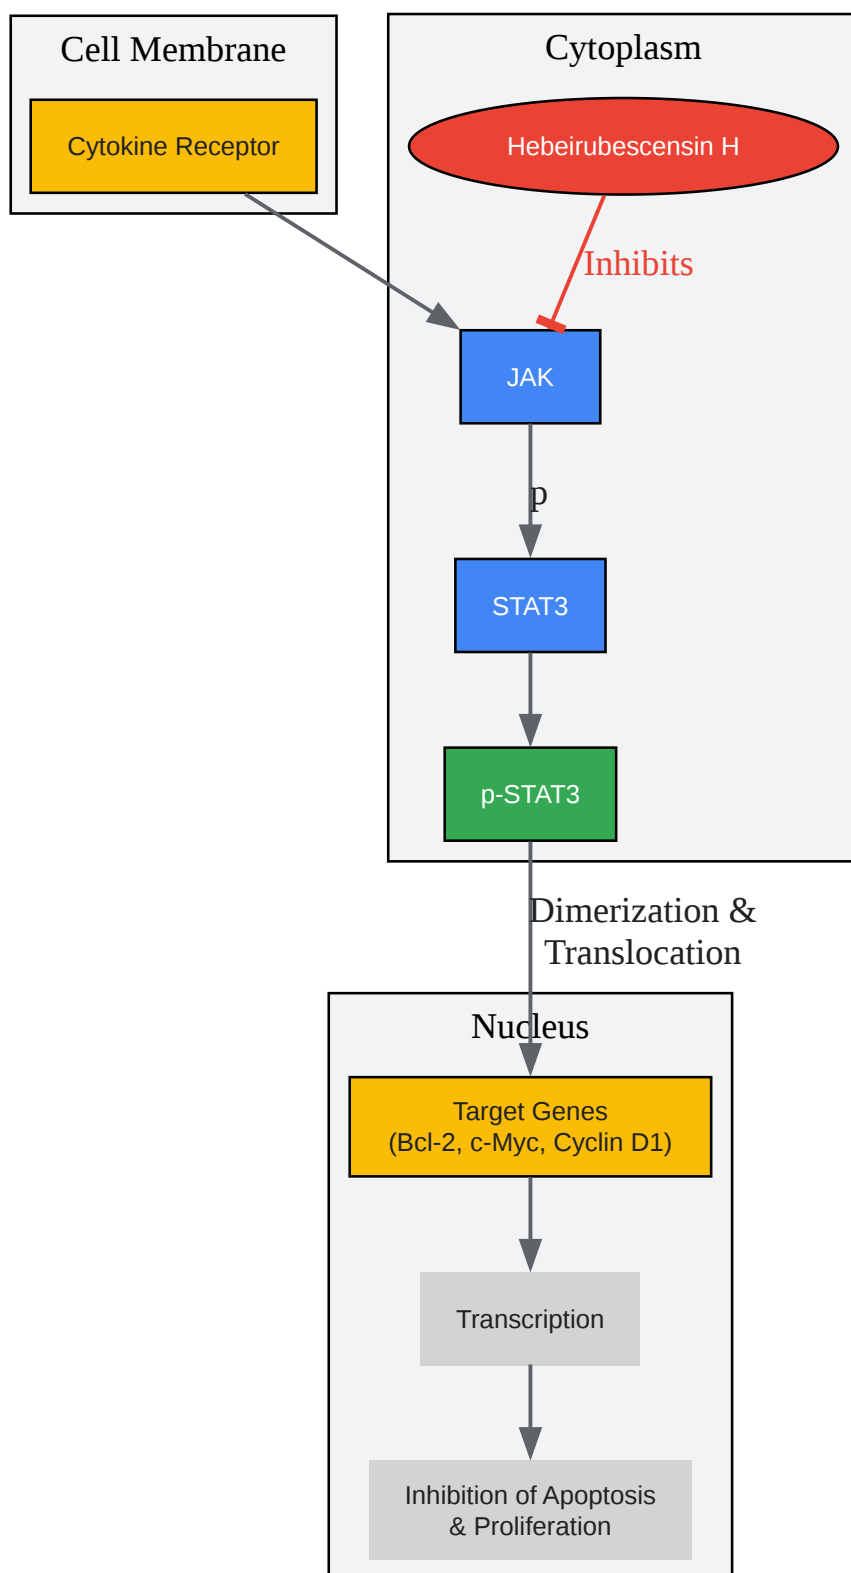 Cell Membrane
Cytokine Receptor
Cytoplasm
Hebeirubescensin H
Inhibits
JAK
p
STAT3
p-STAT3
Dimerization &
Translocation
Nucleus
Target Genes
(Bcl-2, c-Myc, Cyclin D1)
Transcription
Inhibition of Apoptosis
& Proliferation